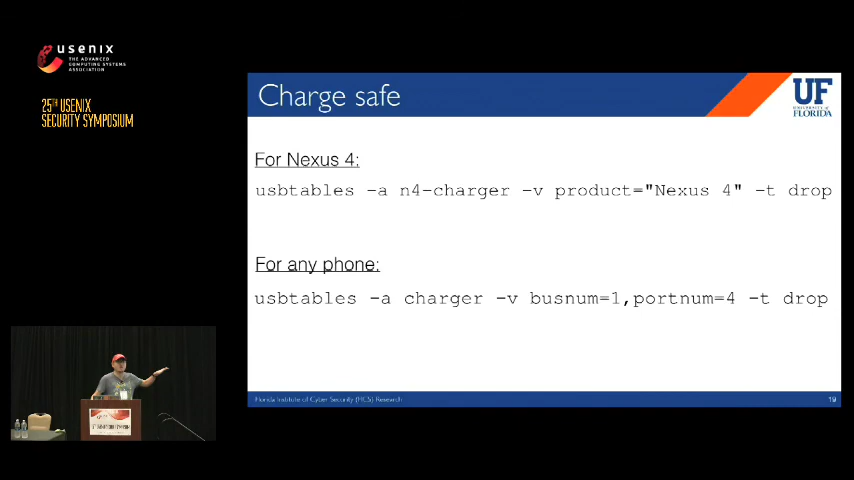 usenix
THE ADVANCED
COMPUTING SYSTEMS
ASSOCIATION
25TH USENIX
SECURITY SYMPOSIUM
Charge safe
UF
UNIVERSITY of
FLORIDA
For Nexus 4:
usbtables -a n4-charger -v product="Nexus 4" -t drop
For any phone:
usbtables -a charger -v busnum=1,portnum=4 -t drop
Florida Institute of Cyber Security (FICS) Research
19